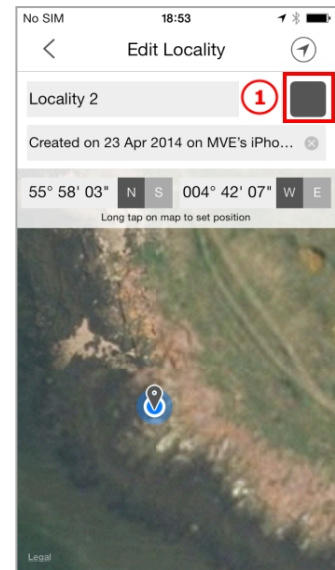 No SIM 18:53
Edit Locality
Locality 2 1
Created on 23 Apr 2014 on MVE's iPho...
55° 58' 03" N S 004° 42' 07" W E
Long tap on map to set position
Legal